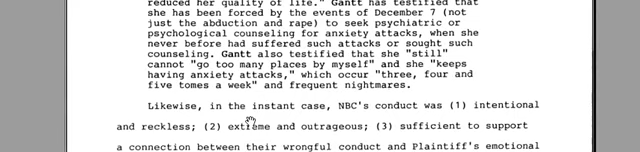 reduced her quality of life." Gantt has testified that
she has been forced by the events of December 7 (not
just the abduction and rape) to seek psychiatric or
psychological counseling for anxiety attacks, when she
never before had suffered such attacks or sought such
counseling. Gantt also testified that she "still"
cannot "go too many places by myself" and she "keeps
having anxiety attacks," which occur "three, four and
five tomes a week" and frequent nightmares.
Likewise, in the instant case, NBC's conduct was (1) intentional
and reckless; (2) extreme and outrageous; (3) sufficient to support
a connection between their wrongful conduct and Plaintiff's emotional